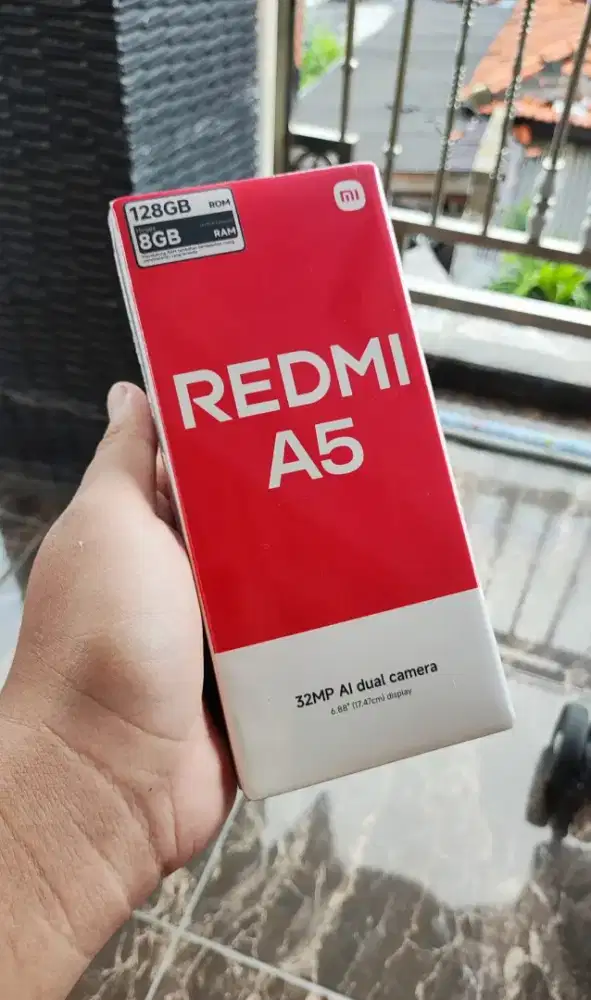 128GB ROM
8GB RAM
mi
REDMI
A5
32MP AI dual camera
6.88" (17.47cm) display